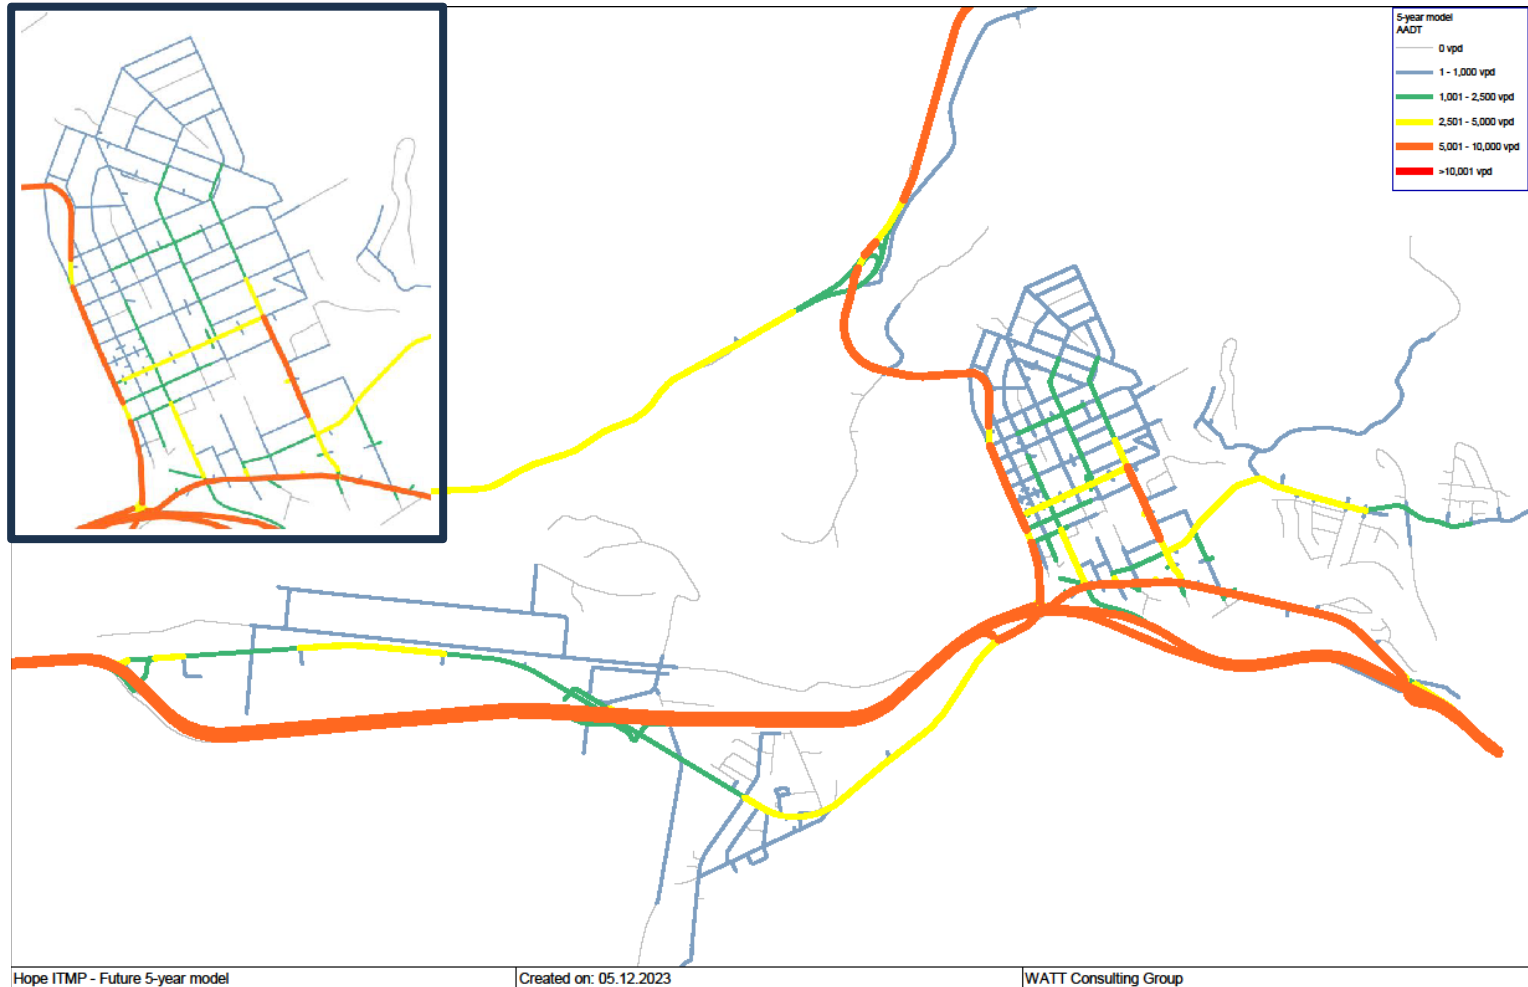 5-year model
AADT
0 vpd
1 - 1,000 vpd
1,001 - 2,500 vpd
2,501 - 5,000 vpd
5,001 - 10,000 vpd
>10,001 vpd
Hope ITMP - Future 5-year model
Created on: 05.12.2023
WATT Consulting Group